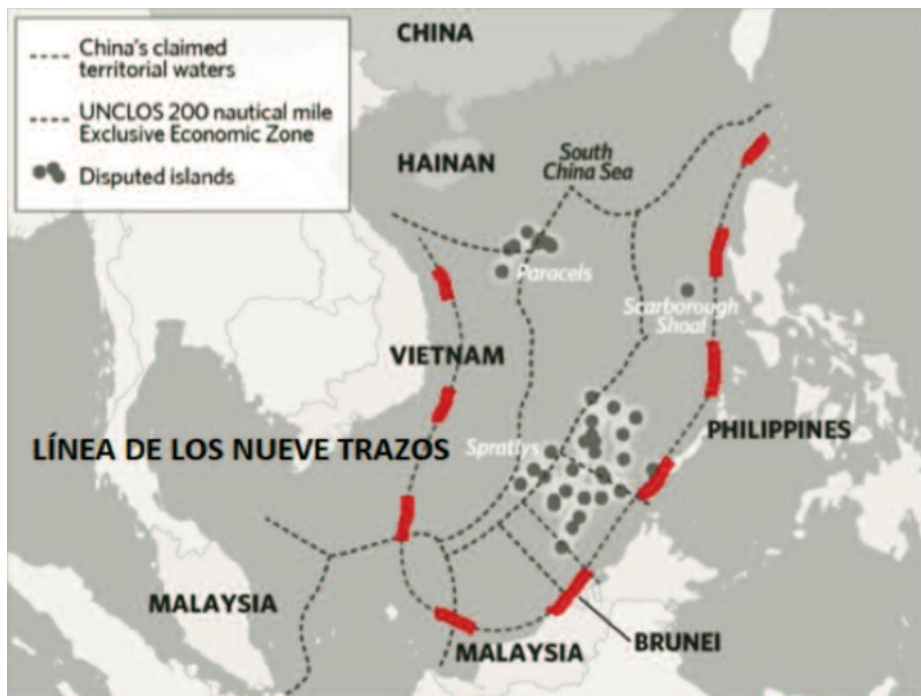 China's claimed
territorial waters
UNCLOS 200 nautical mile
Exclusive Economic Zone
Disputed islands
CHINA
HAINAN
South
China Sea
Paracels
Scarborough
Shoal
VIETNAM
PHILIPPINES
LÍNEA DE LOS NUEVE TRAZOS
Spratlys
MALAYSIA
BRUNEI
MALAYSIA